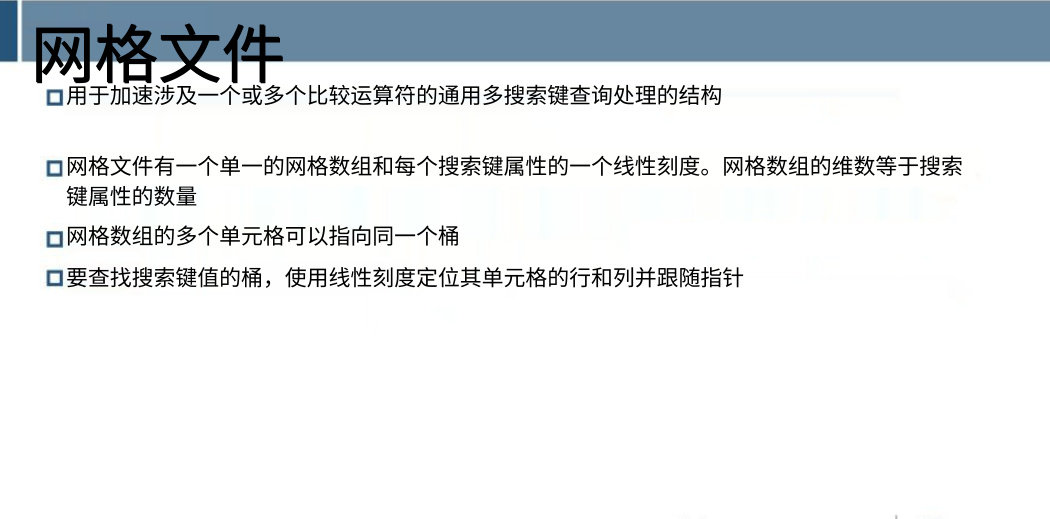 网格文件
用于加速涉及一个或多个比较运算符的通用多搜索键查询处理的结构
网格文件有一个单一的网格数组和每个搜索键属性的一个线性刻度。网格数组的维数等于搜索
键属性的数量
网格数组的多个单元格可以指向同一个桶
要查找搜索键值的桶，使用线性刻度定位其单元格的行和列并跟随指针